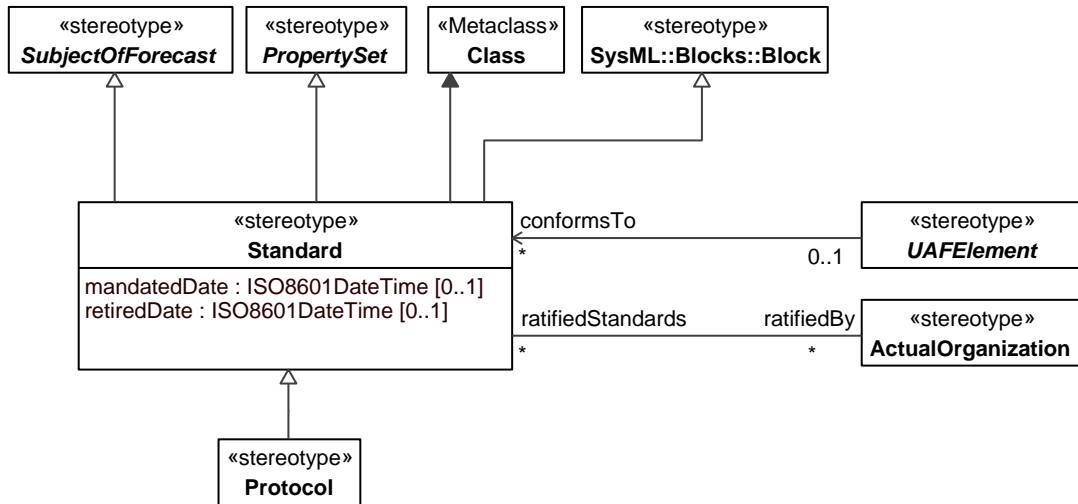 «stereotype»
SubjectOfForecast
«stereotype»
PropertySet
«Metaclass»
Class
«stereotype»
SysML::Blocks::Block
«stereotype»
Standard
mandatedDate : ISO8601DateTime [0..1]
retiredDate : ISO8601DateTime [0..1]
conformsTo
*
0..1
«stereotype»
UAFElement
ratifiedStandards
*
ratifiedBy
*
«stereotype»
ActualOrganization
«stereotype»
Protocol